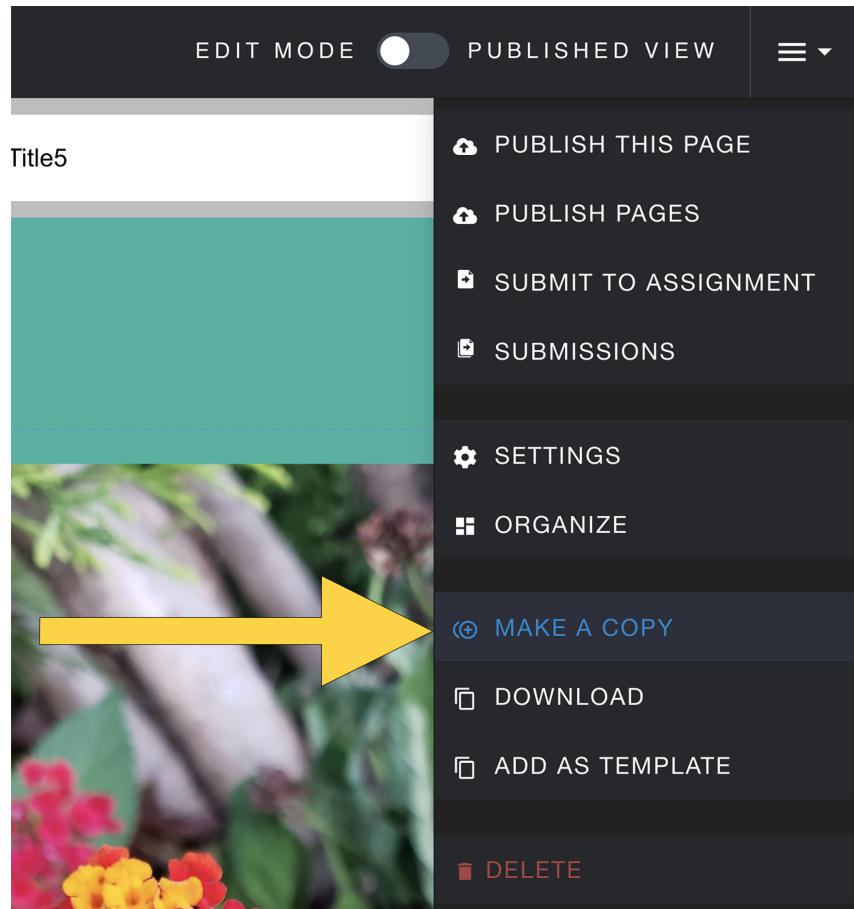 EDIT MODE PUBLISHED VIEW
Title5
PUBLISH THIS PAGE
PUBLISH PAGES
SUBMIT TO ASSIGNMENT
SUBMISSIONS
SETTINGS
ORGANIZE
MAKE A COPY
DOWNLOAD
ADD AS TEMPLATE
DELETE